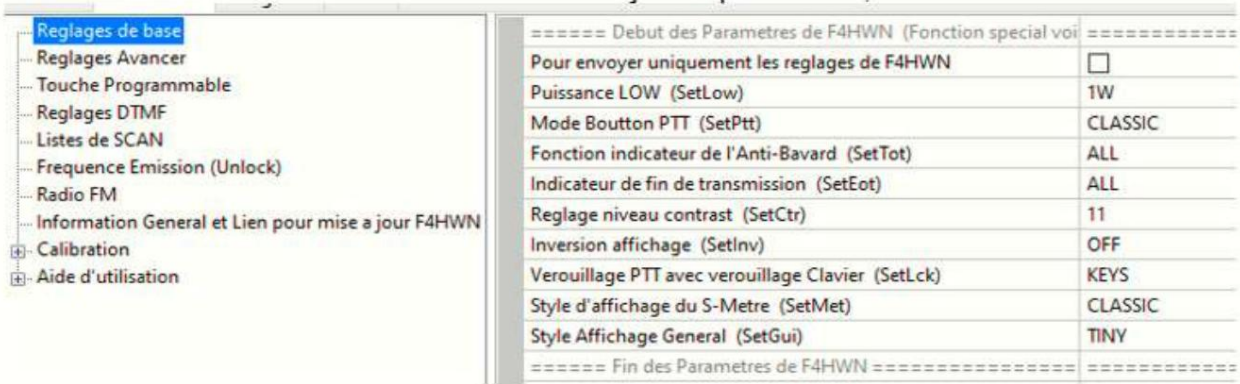 Reglages de base
Reglages Avancer
Touche Programmable
Reglages DTMF
Listes de SCAN
Frequence Emission (Unlock)
Radio FM
Information General et Lien pour mise a jour F4HWN
Calibration
Aide d'utilisation
====== Debut des Parametres de F4HWN (Fonction special voi ============
Pour envoyer uniquement les reglages de F4HWN
Puissance LOW (SetLow) 1W
Mode Boutton PTT (SetPtt) CLASSIC
Fonction indicateur de l'Anti-Bavard (SetTot) ALL
Indicateur de fin de transmission (SetEot) ALL
Reglage niveau contrast (SetCtr) 11
Inversion affichage (SetInv) OFF
Verouillage PTT avec verouillage Clavier (SetLck) KEYS
Style d'affichage du S-Metre (SetMet) CLASSIC
Style Affichage General (SetGui) TINY
====== Fin des Parametres de F4HWN ================ ============